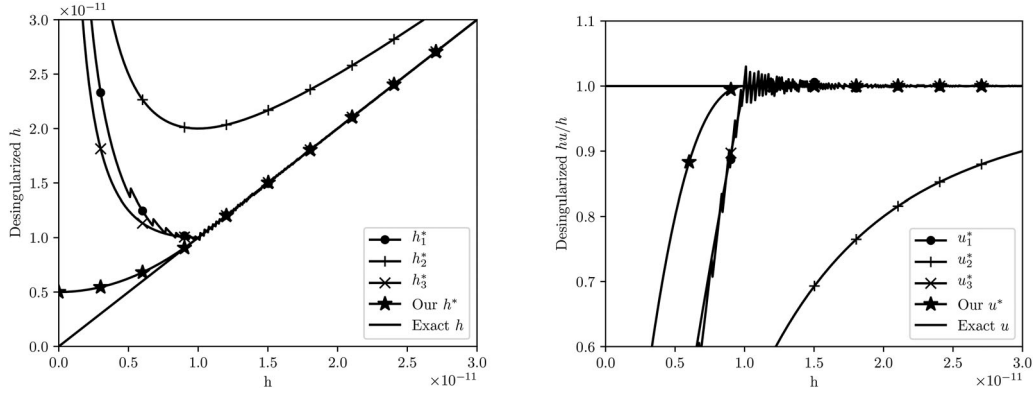 ×10⁻¹¹
3.0
2.5
2.0
1.5
1.0
0.5
0.0
Desingularized h
0.0 0.5 1.0 1.5 2.0 2.5 3.0
h
×10⁻¹¹
h₁*
h₂*
h₃*
Our h*
Exact h
1.1
1.0
0.9
0.8
0.7
0.6
Desingularized hu/h
0.0 0.5 1.0 1.5 2.0 2.5 3.0
h
×10⁻¹¹
u₁*
u₂*
u₃*
Our u*
Exact u